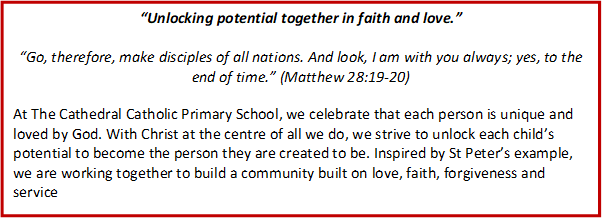 “Unlocking potential together in faith and love.”
“Go, therefore, make disciples of all nations. And look, I am with you always; yes, to the
end of time.” (Matthew 28:19-20)
At The Cathedral Catholic Primary School, we celebrate that each person is unique and
loved by God. With Christ at the centre of all we do, we strive to unlock each child’s
potential to become the person they are created to be. Inspired by St Peter’s example,
we are working together to build a community built on love, faith, forgiveness and
service